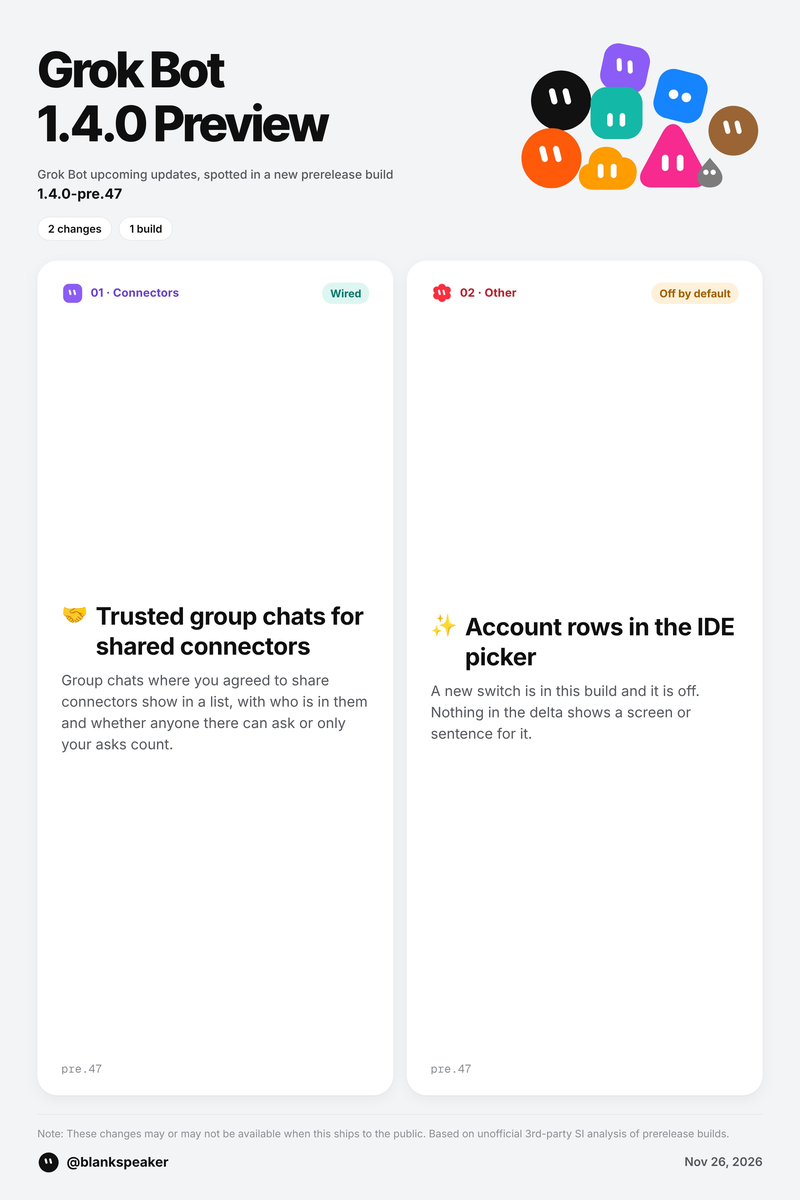 Grok Bot
1.4.0 Preview
Grok Bot upcoming updates, spotted in a new prerelease build
1.4.0-pre.47
2 changes
1 build
01 · Connectors
Wired
🤝 Trusted group chats for
shared connectors
Group chats where you agreed to share
connectors show in a list, with who is in them
and whether anyone there can ask or only
your asks count.
pre.47
02 · Other
Off by default
✨ Account rows in the IDE
picker
A new switch is in this build and it is off.
Nothing in the delta shows a screen or
sentence for it.
pre.47
Note: These changes may or may not be available when this ships to the public. Based on unofficial 3rd-party SI analysis of prerelease builds.
@blankspeaker
Nov 26, 2026